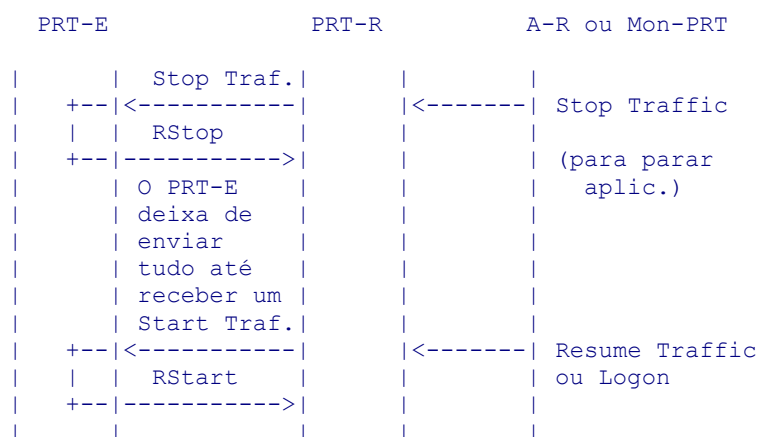 PRT-E PRT-R A-R ou Mon-PRT
| | Stop Traf.| | |
| +--|<-----------| |<-------| Stop Traffic
| | | RStop | | |
| +--|----------->| | | (para parar
| | O PRT-E | | | aplic.)
| | deixa de | | |
| | enviar | | |
| | tudo até | | |
| | receber um | | |
| | Start Traf.| | |
| +--|<-----------| |<-------| Resume Traffic
| | | RStart | | | ou Logon
| +--|----------->| | |
| | | | |